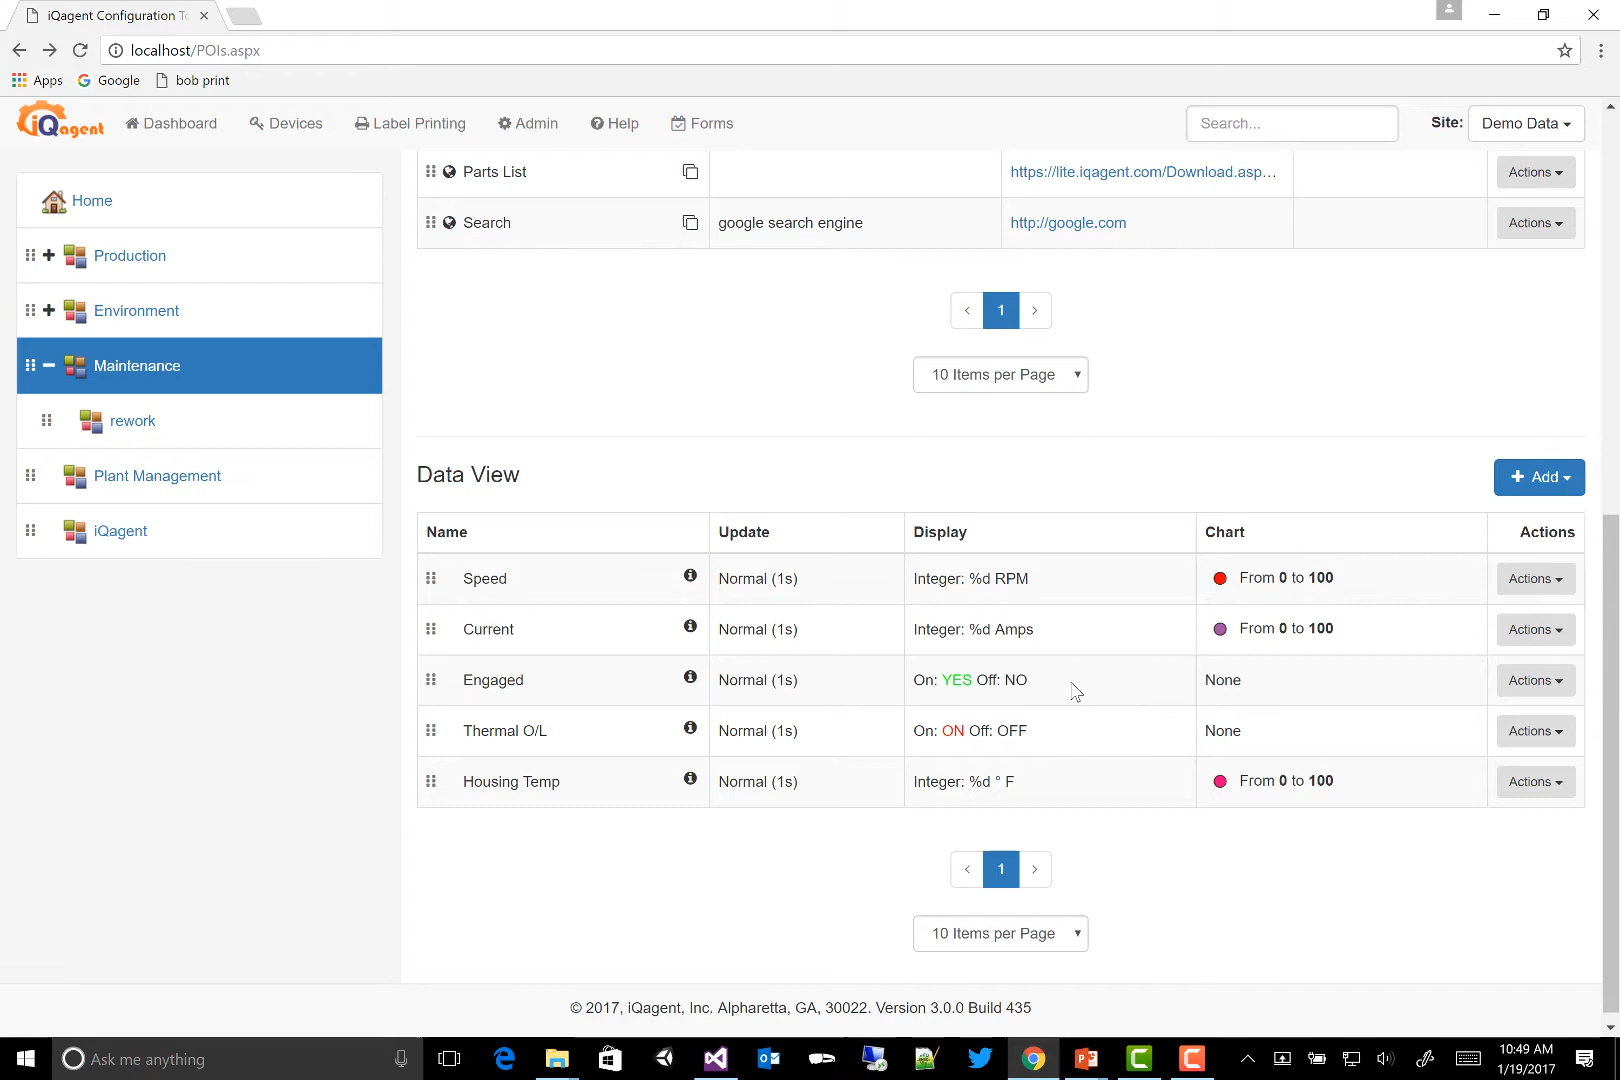 iQagent Configuration To
localhost/POIs.aspx
Apps Google bob print
iQagent Dashboard Devices Label Printing Admin Help Forms Search... Site: Demo Data
Home
Production
Environment
Maintenance
rework
Plant Management
iQagent
Parts List https://lite.iqagent.com/Download.asp... Actions
Search google search engine http://google.com Actions
< 1 >
10 Items per Page
Data View + Add
Name Update Display Chart Actions
Speed Normal (1s) Integer: %d RPM From 0 to 100 Actions
Current Normal (1s) Integer: %d Amps From 0 to 100 Actions
Engaged Normal (1s) On: YES Off: NO None Actions
Thermal O/L Normal (1s) On: ON Off: OFF None Actions
Housing Temp Normal (1s) Integer: %d ° F From 0 to 100 Actions
< 1 >
10 Items per Page
© 2017, iQagent, Inc. Alpharetta, GA, 30022. Version 3.0.0 Build 435
Ask me anything
10:49 AM
1/19/2017